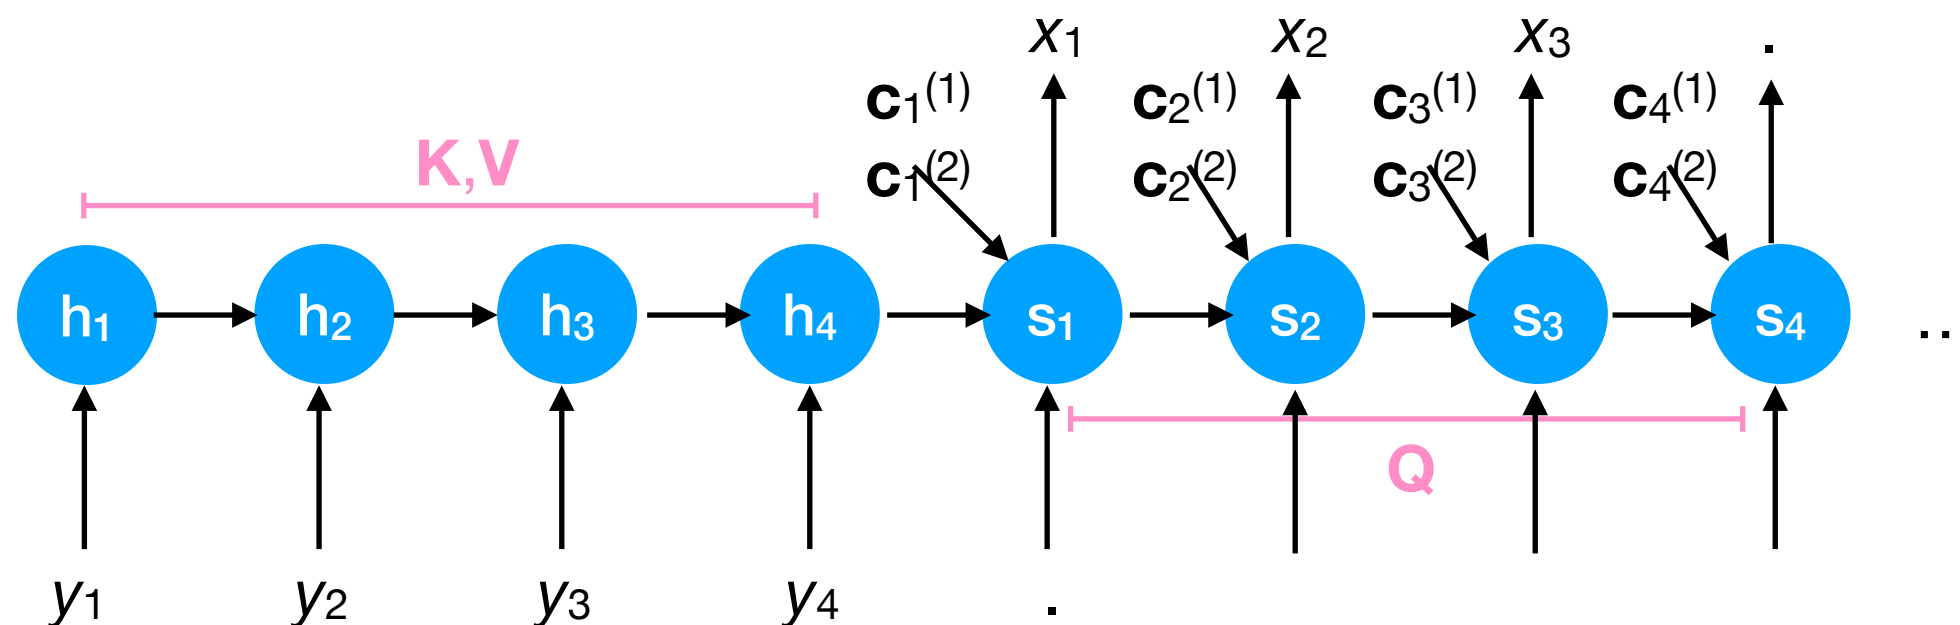 x₁ x₂ x₃ .
c₁⁽¹⁾ c₂⁽¹⁾ c₃⁽¹⁾ c₄⁽¹⁾
K,V
c₁⁽²⁾ c₂⁽²⁾ c₃⁽²⁾ c₄⁽²⁾
h₁ h₂ h₃ h₄ s₁ s₂ s₃ s₄ ..
Q
y₁ y₂ y₃ y₄ .